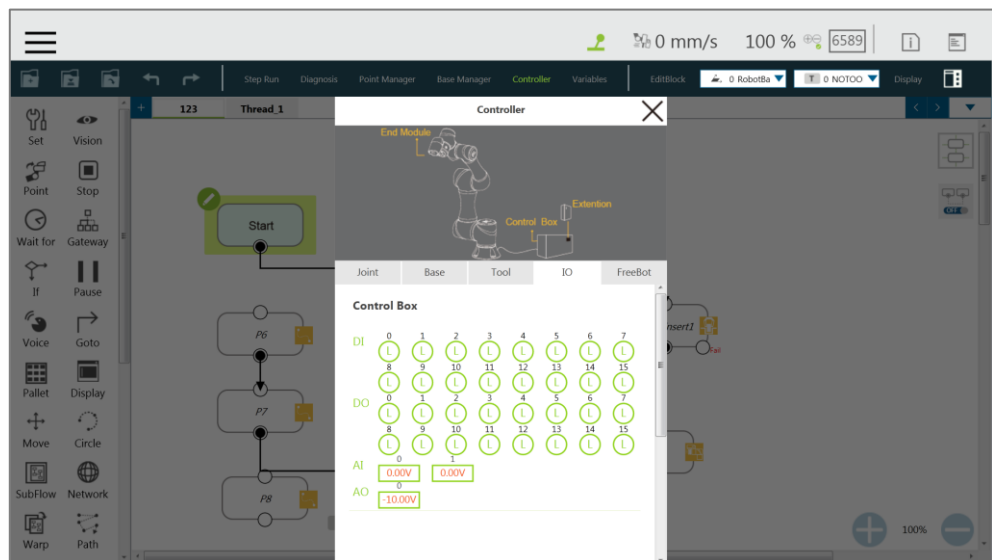 0 mm/s 100 % 6589
Step Run Diagnosis Point Manager Base Manager Controller Variables EditBlock 0 RobotBa T 0 NOTOO Display
+ 123 Thread_1
Controller
Set Vision
Point Stop
Wait for Gateway
If Pause
Voice Goto
Pallet Display
Move Circle
SubFlow Network
Warp Path
Start
P6
P7
P8
End Module
Extention
Control Box
Joint Base Tool IO FreeBot
Control Box
0 1 2 3 4 5 6 7
DI L L L L L L L L
8 9 10 11 12 13 14 15
L L L L L L L L
0 1 2 3 4 5 6 7
DO L L L L L L L L
8 9 10 11 12 13 14 15
L L L L L L L L
0 1
AI 0.00V 0.00V
0
AO -10.00V
nsert1
Fail
OFF
100%